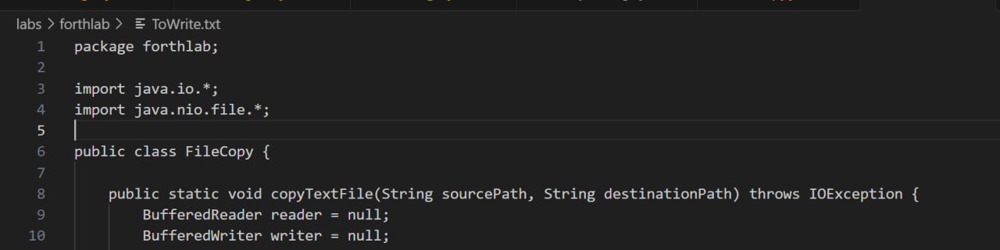 labs > forthlab > ToWrite.txt
1 package forthlab;
2
3 import java.io.*;
4 import java.nio.file.*;
5
6 public class FileCopy {
7
8     public static void copyTextFile(String sourcePath, String destinationPath) throws IOException {
9         BufferedReader reader = null;
10         BufferedWriter writer = null;